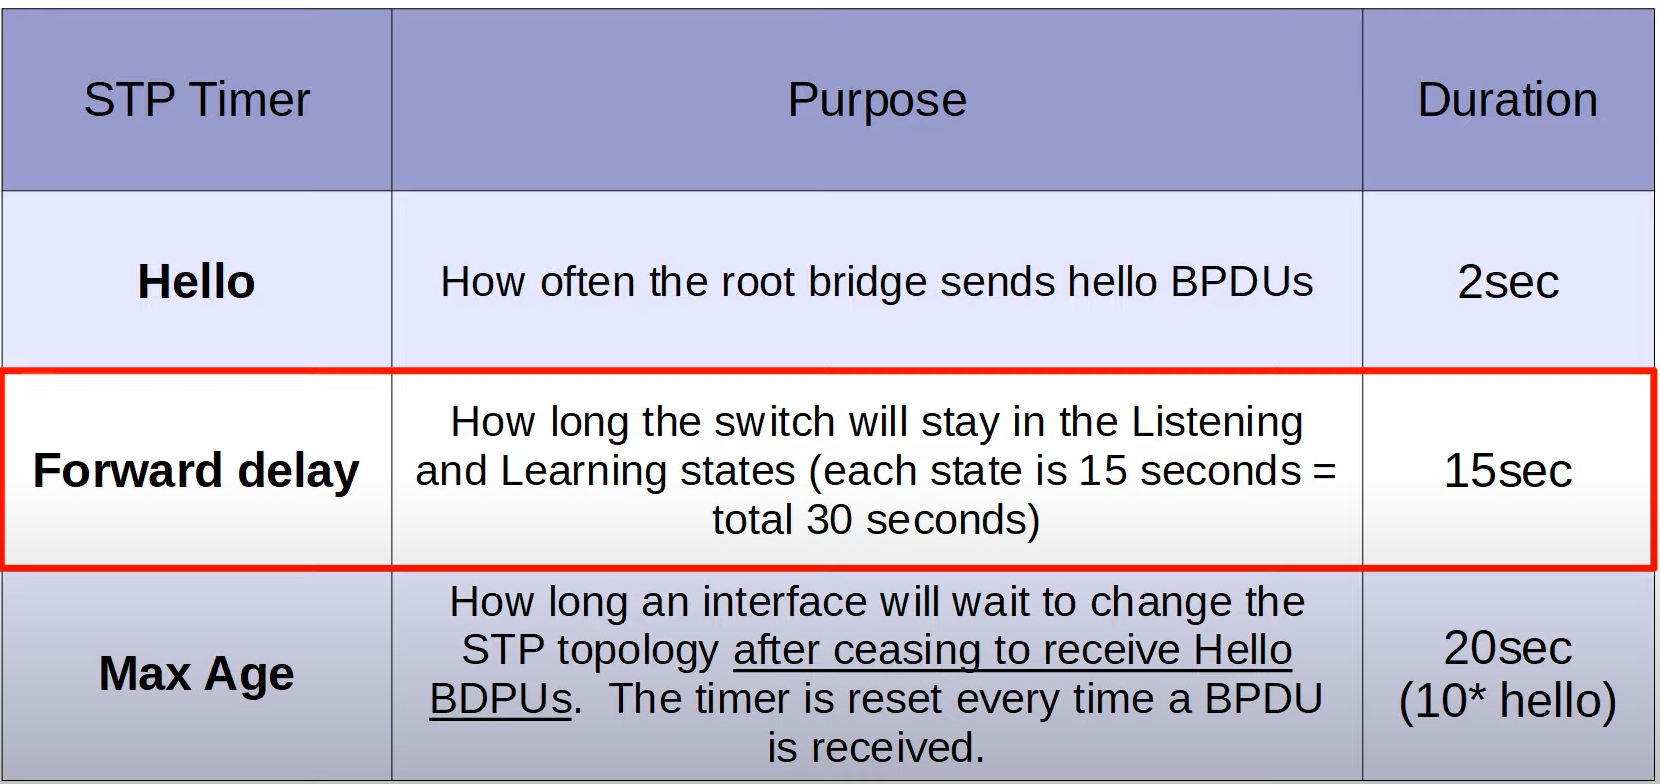 STP Timer
Purpose
Duration
Hello
How often the root bridge sends hello BPDUs
2sec
Forward delay
How long the switch will stay in the Listening
and Learning states (each state is 15 seconds =
total 30 seconds)
15sec
Max Age
How long an interface will wait to change the
STP topology after ceasing to receive Hello
BDPUs.  The timer is reset every time a BPDU
is received.
20sec
(10* hello)